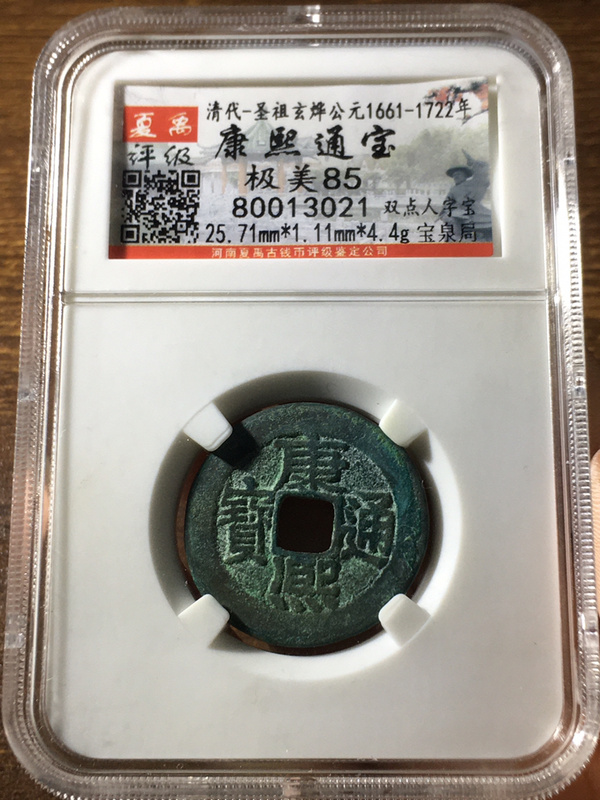 清代-圣祖玄烨公元1661-1722年
夏禹
评级
康熙通宝
极美85
80013021 双点人字宝
25.71mm*1.11mm*4.4g 宝泉局
河南夏禹古钱币评级鉴定公司
康
寶 通
熙